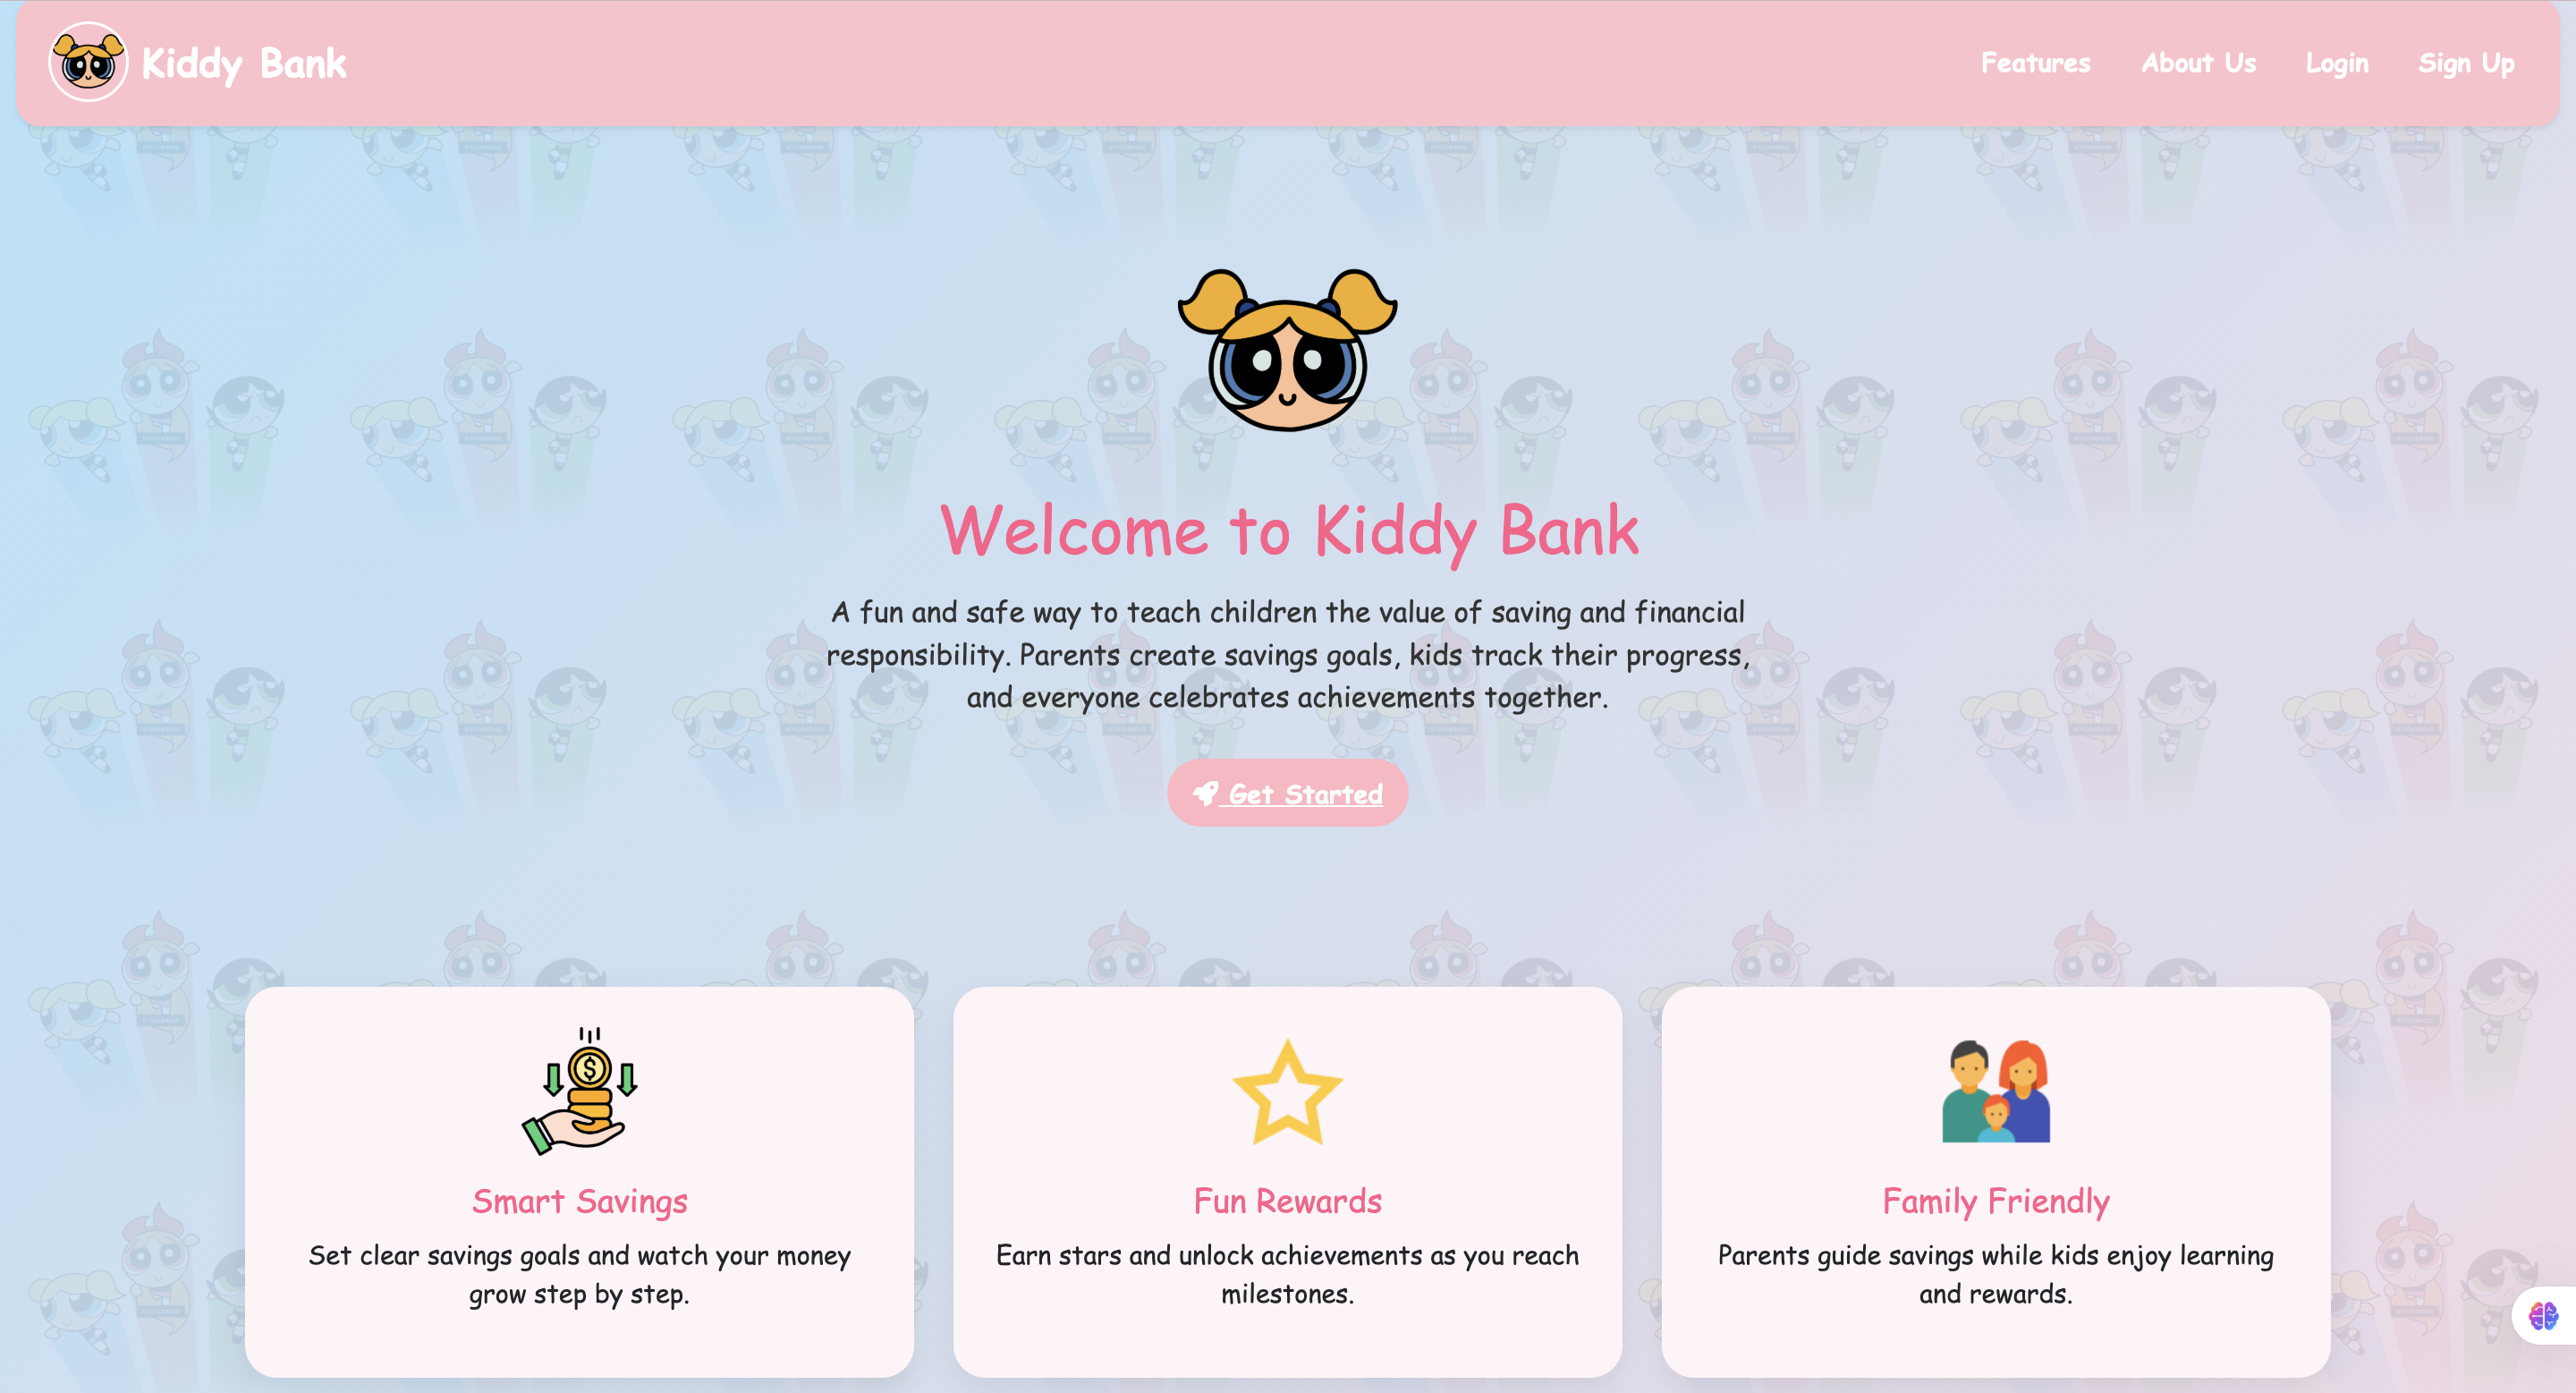 Kiddy Bank
Features
About Us
Login
Sign Up
Welcome to Kiddy Bank
A fun and safe way to teach children the value of saving and financial
responsibility. Parents create savings goals, kids track their progress,
and everyone celebrates achievements together.
Get Started
Smart Savings
Set clear savings goals and watch your money
grow step by step.
Fun Rewards
Earn stars and unlock achievements as you reach
milestones.
Family Friendly
Parents guide savings while kids enjoy learning
and rewards.